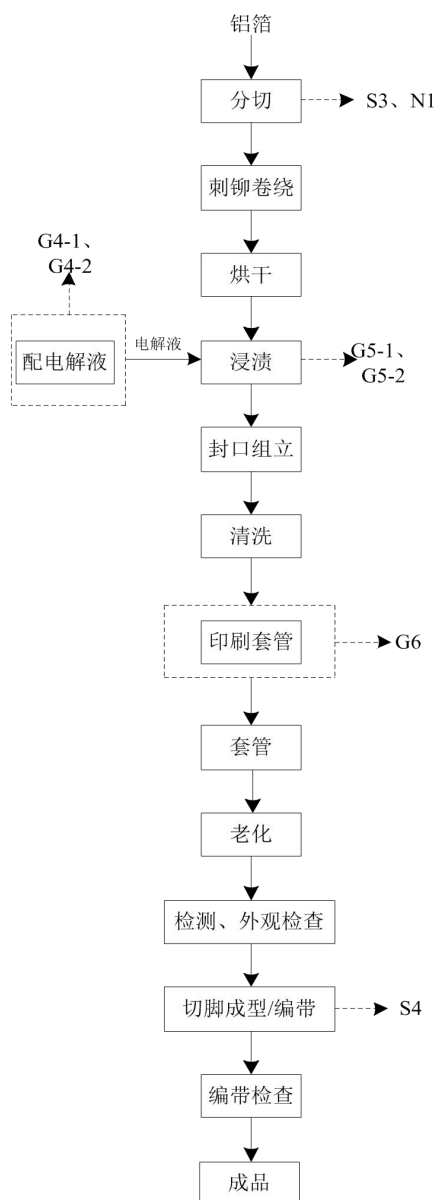 铝箔
分切
S3、N1
刺铆卷绕
G4-1、
G4-2
烘干
配电解液
电解液
浸渍
G5-1、
G5-2
封口组立
清洗
印刷套管
G6
套管
老化
检测、外观检查
切脚成型/编带
S4
编带检查
成品